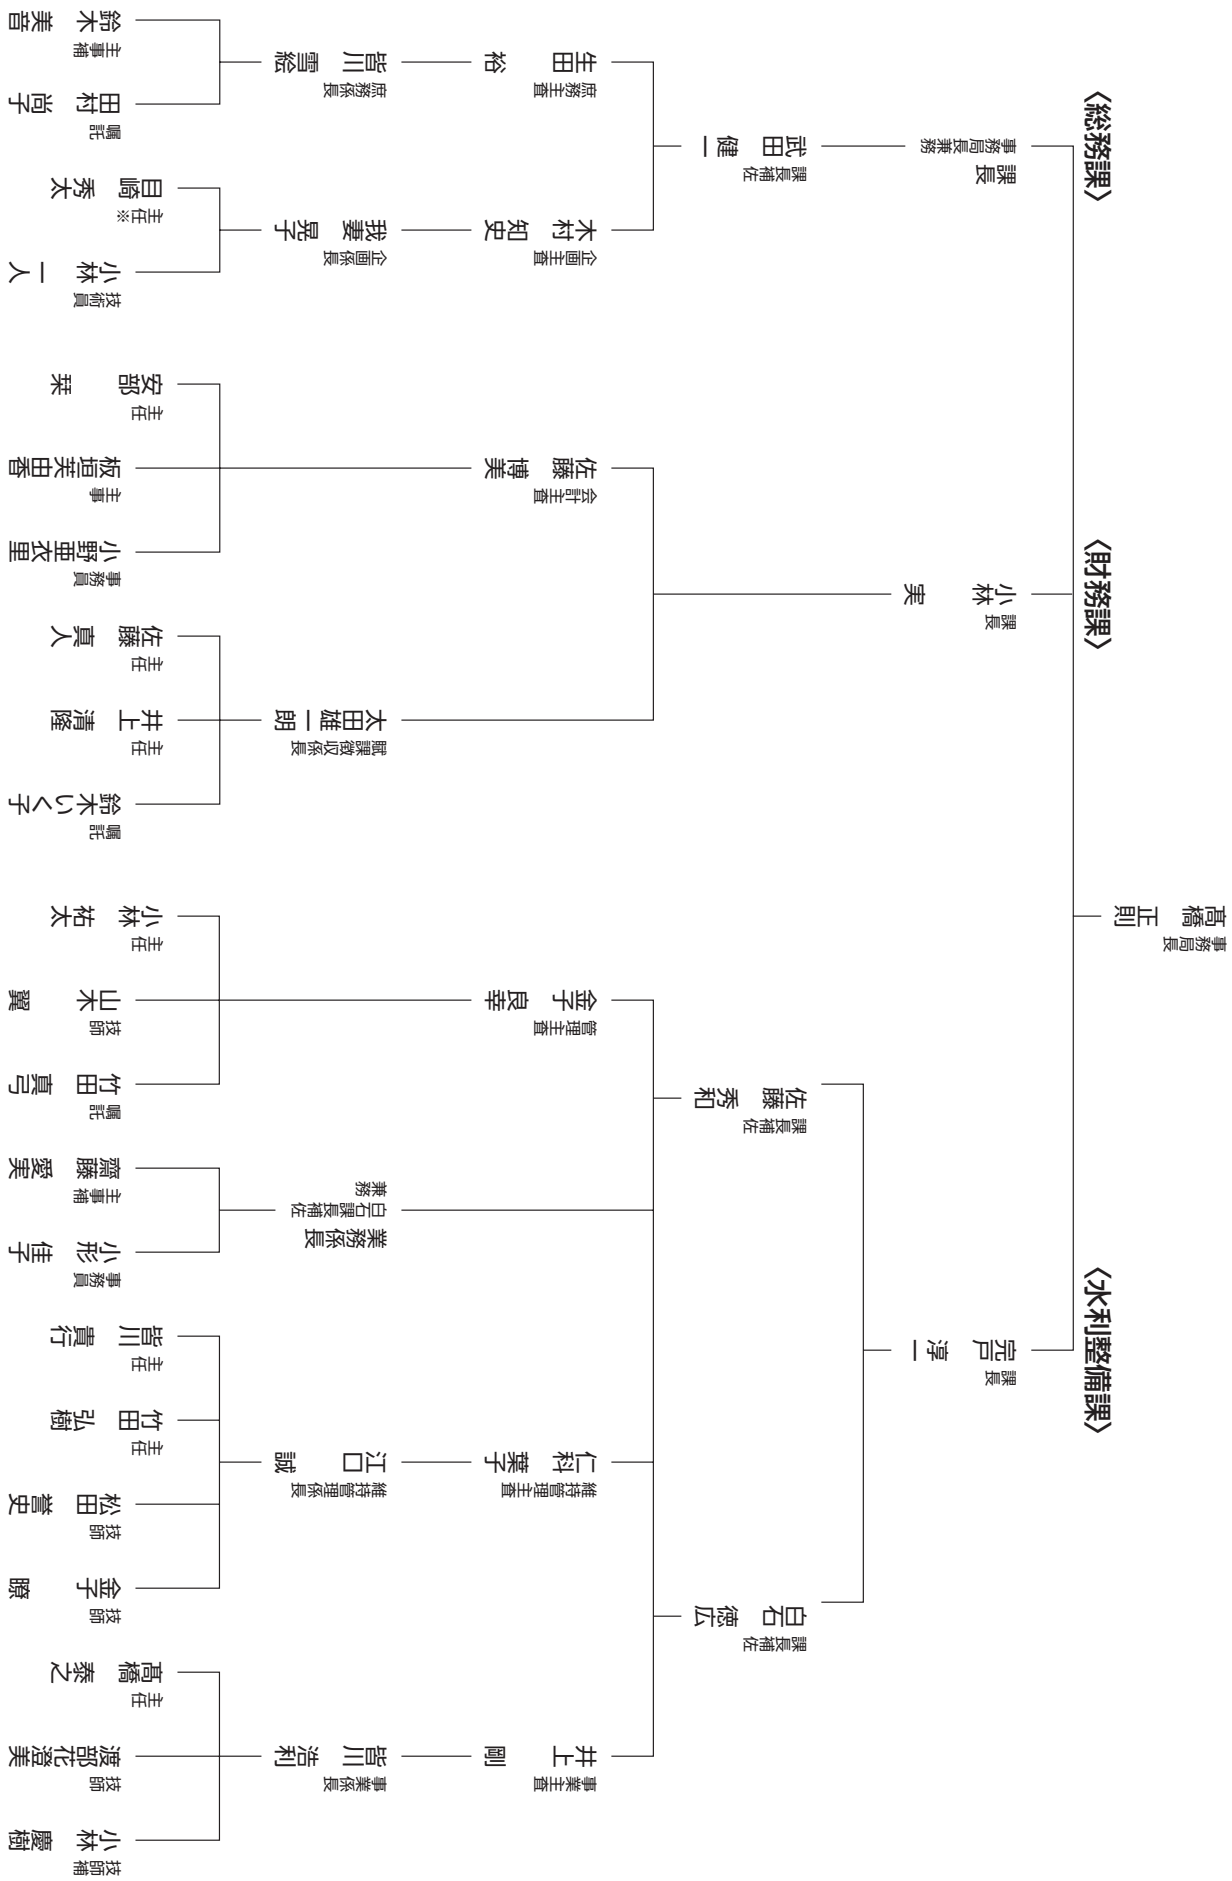 事務局長
髙橋　正則
〈総務課〉
課長
事務局長兼務
課長補佐
武田　健一
庶務主査
生田　裕
庶務係長
皆川　雪絵
主事補
鈴木　美音
嘱託
田村　尚子
企画主査
木村　知史
企画係長
我妻　晃子
主任※
目崎　秀太
技術員
小林　一人
〈財務課〉
課長
小林　実
会計主査
佐藤　博美
主任
安部　栞
主事
板垣芙由香
事務員
小野亜衣里
賦課徴収係長
太田雄一朗
主任
佐藤　真人
主任
井上　清隆
嘱託
鈴木いく子
〈水利整備課〉
課長
宍戸　淳一
課長補佐
佐藤　秀和
課長補佐
白石　徳広
管理主査
金子　良幸
主任
小林　祐太
技師
山木　翼
嘱託
竹田　真弓
業務係長
白石課長補佐
兼務
主事補
齋藤　愛実
事務員
小形　佳子
維持管理主査
仁科　葉子
維持管理係長
江口　誠
主任
皆川　貴行
主任
竹田　弘樹
技師
松田　誉史
技師
金子　瞭
事業主査
井上　剛
事業係長
皆川　浩利
主任
髙橋　泰之
技師
渡部花澄美
技師補
小林　慶樹